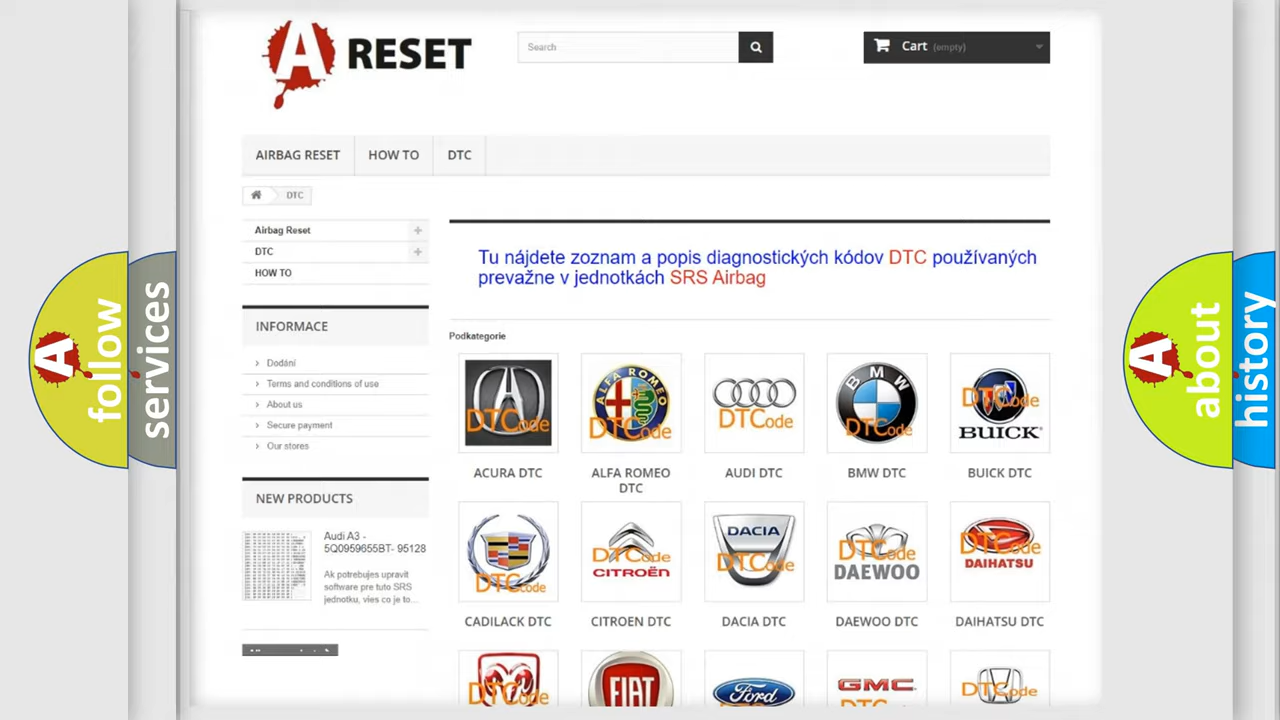 A RESET
Search
Cart (empty)
AIRBAG RESET
HOW TO
DTC
DTC
Airbag Reset
DTC
HOW TO
Tu nájdete zoznam a popis diagnostických kódov DTC používaných
prevažne v jednotkách SRS Airbag
INFORMACE
Dodání
Terms and conditions of use
About us
Secure payment
Our stores
NEW PRODUCTS
Audi A3 -
5Q0959655BT- 95128
Ak potrebujes upravit
software pre tuto SRS
jednotku, vies co je to...
Podkategorie
DTCode
ALFA ROMEO
DTCode
DTCode
BMW
DTCode
DTCode
BUICK
ACURA DTC
ALFA ROMEO
DTC
AUDI DTC
BMW DTC
BUICK DTC
DTCode
DTCode
CITROËN
DACIA
DTCode
DTCode
DAEWOO
DTCode
DAIHATSU
CADILACK DTC
CITROEN DTC
DACIA DTC
DAEWOO DTC
DAIHATSU DTC
DTCode
FIAT
Ford
GMC
DTCode
A follow
services
A about
history